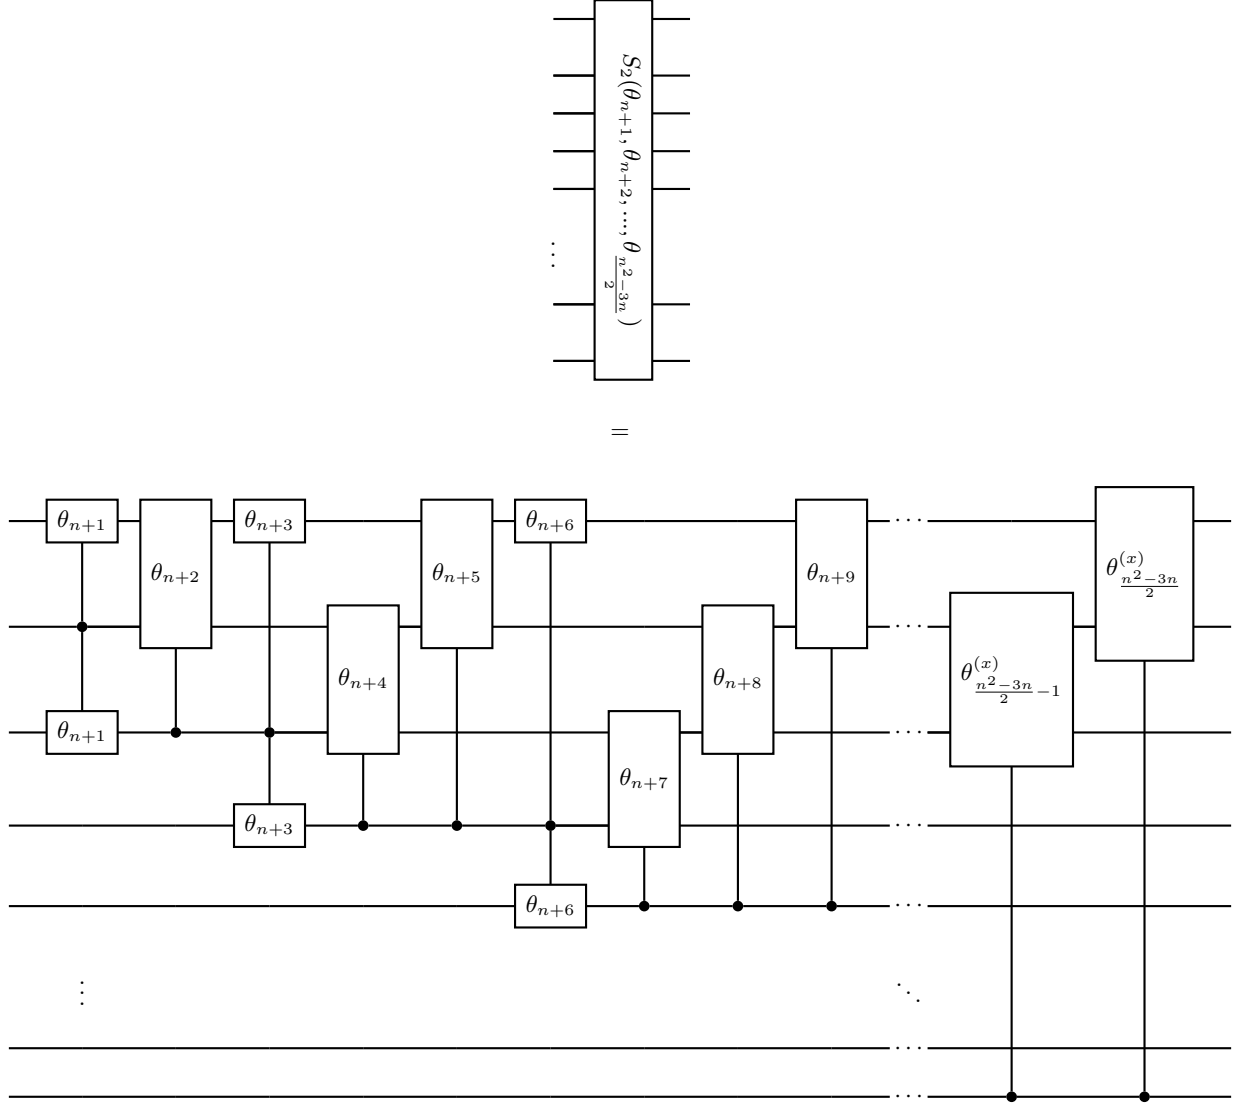 S_2(θ_{n+1}, θ_{n+2}, ..., θ_{\frac{n^2-3n}{2}})
⋮
=
θ_{n+1} θ_{n+2} θ_{n+3} θ_{n+5} θ_{n+6} θ_{n+9} ··· θ^{(x)}_{\frac{n^2-3n}{2}}
θ_{n+4} θ_{n+8} ··· θ^{(x)}_{\frac{n^2-3n}{2}-1}
θ_{n+1} θ_{n+7} ···
θ_{n+3} ···
θ_{n+6} ···
⋮ ⋱
···
···